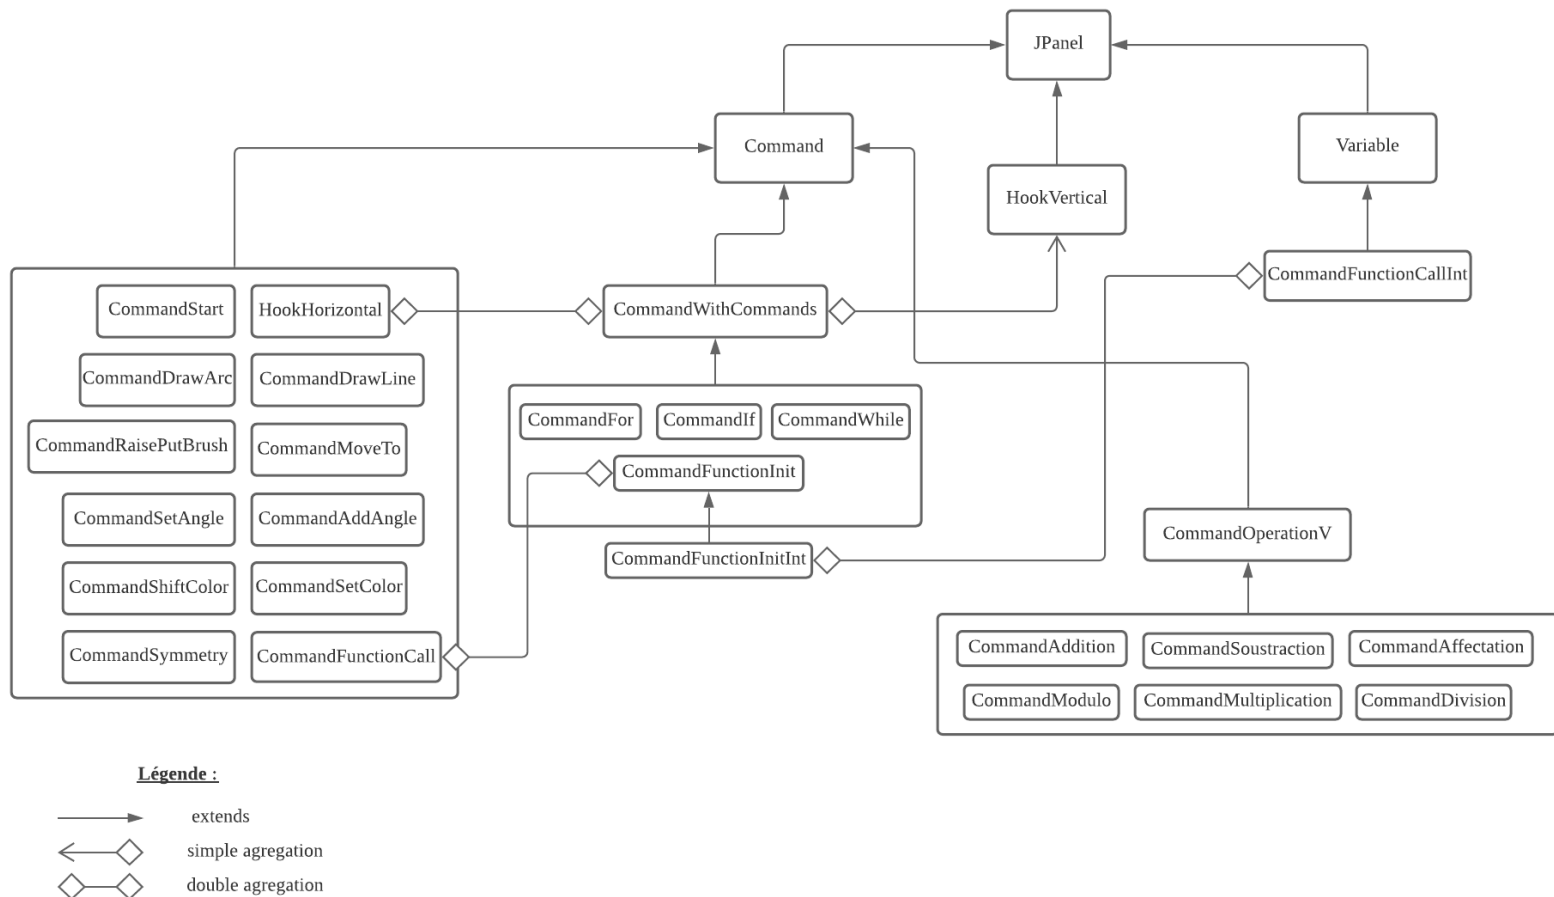 JPanel
Command
Variable
HookVertical
CommandFunctionCallInt
CommandStart
HookHorizontal
CommandWithCommands
CommandDrawArc
CommandDrawLine
CommandFor
CommandIf
CommandWhile
CommandRaisePutBrush
CommandMoveTo
CommandFunctionInit
CommandSetAngle
CommandAddAngle
CommandOperationV
CommandFunctionInitInt
CommandShiftColor
CommandSetColor
CommandSymmetry
CommandFunctionCall
CommandAddition
CommandSoustraction
CommandAffectation
CommandModulo
CommandMultiplication
CommandDivision
Légende :
extends
simple agregation
double agregation